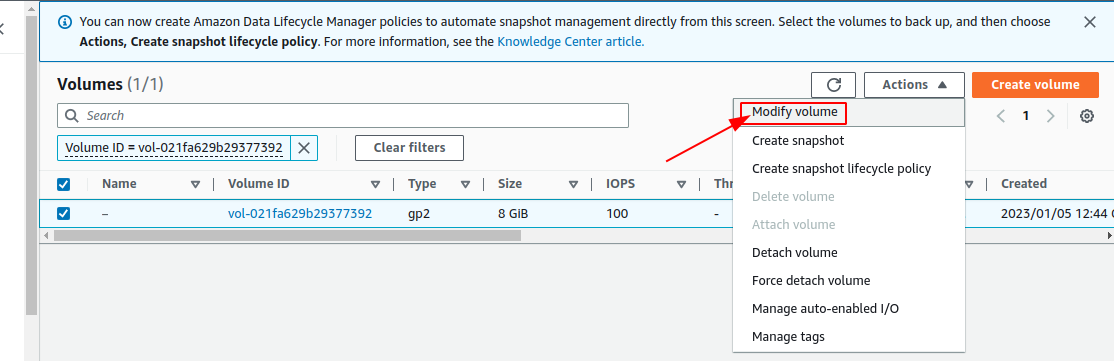 You can now create Amazon Data Lifecycle Manager policies to automate snapshot management directly from this screen. Select the volumes to back up, and then choose
Actions, Create snapshot lifecycle policy. For more information, see the Knowledge Center article.
Volumes (1/1)
Actions
Create volume
Search
1
Volume ID = vol-021fa629b29377392
Clear filters
Modify volume
Create snapshot
Create snapshot lifecycle policy
Delete volume
Attach volume
Detach volume
Force detach volume
Manage auto-enabled I/O
Manage tags
Name Volume ID Type Size IOPS Created
– vol-021fa629b29377392 gp2 8 GiB 100 - 2023/01/05 12:44